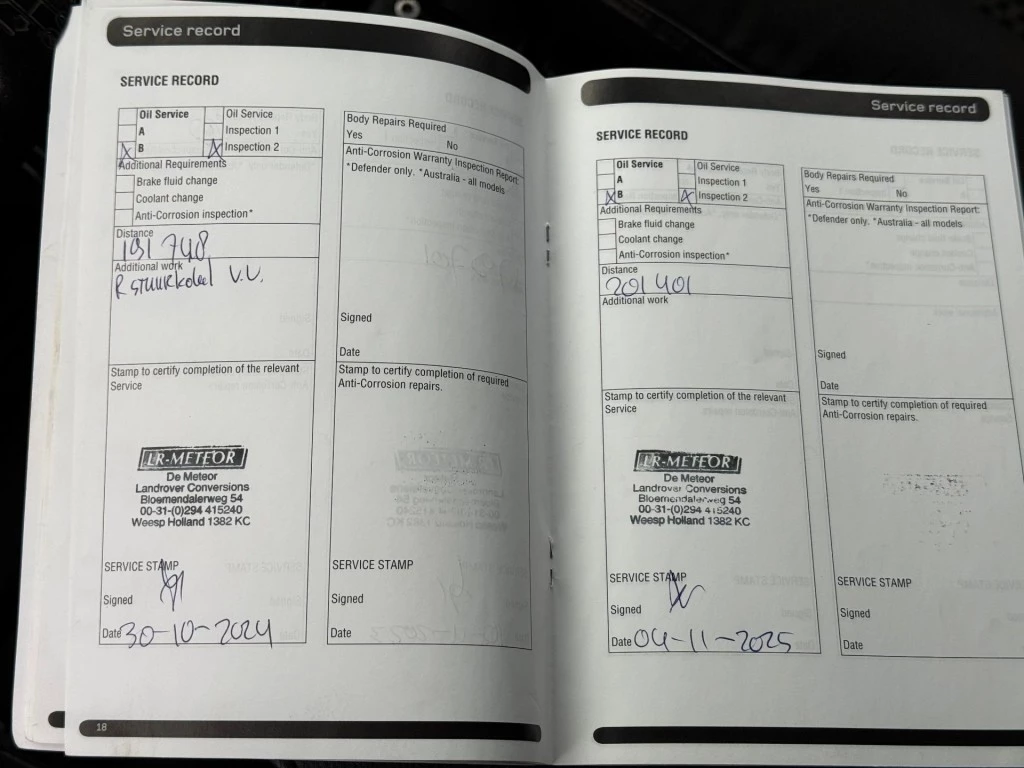 Service record
SERVICE RECORD
Oil Service
Oil Service
A
Inspection 1
X B
X Inspection 2
Additional Requirements
Brake fluid change
Coolant change
Anti-Corrosion inspection*
Distance
191 748
Additional work
R stuurkogel V.V.
Stamp to certify completion of the relevant
Service
LR-METEOR
De Meteor
Landrover Conversions
Bloemendalerweg 54
00-31-(0)294 415240
Weesp Holland 1382 KC
SERVICE STAMP
Signed
Date 30-10-2024
Body Repairs Required
Yes No
Anti-Corrosion Warranty Inspection Report:
*Defender only. *Australia - all models
Signed
Date
Stamp to certify completion of required
Anti-Corrosion repairs.
SERVICE STAMP
Signed
Date
18
Service record
SERVICE RECORD
Oil Service
Oil Service
A
Inspection 1
X B
X Inspection 2
Additional Requirements
Brake fluid change
Coolant change
Anti-Corrosion inspection*
Distance
201 401
Additional work
Stamp to certify completion of the relevant
Service
LR-METEOR
De Meteor
Landrover Conversions
Bloemendalerweg 54
00-31-(0)294 415240
Weesp Holland 1382 KC
SERVICE STAMP
Signed
Date 04-11-2025
Body Repairs Required
Yes No
Anti-Corrosion Warranty Inspection Report:
*Defender only. *Australia - all models
Signed
Date
Stamp to certify completion of required
Anti-Corrosion repairs.
SERVICE STAMP
Signed
Date